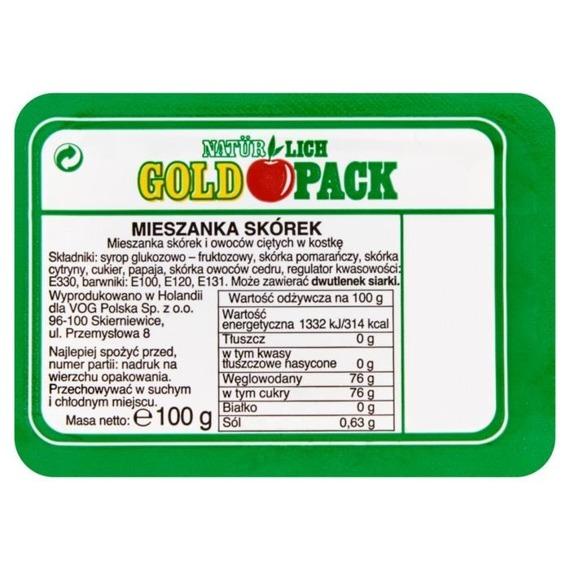 NATÜR LICH
GOLD PACK
MIESZANKA SKÓREK
Mieszanka skórek i owoców ciętych w kostkę
Składniki: syrop glukozowo – fruktozowy, skórka pomarańczy, skórka
cytryny, cukier, papaja, skórka owoców cedru, regulator kwasowości:
E330, barwniki: E100, E120, E131. Może zawierać dwutlenek siarki.
Wyprodukowano w Holandii
dla VOG Polska Sp. z o.o.
96-100 Skierniewice,
ul. Przemysłowa 8
Najlepiej spożyć przed,
numer partii: nadruk na
wierzchu opakowania.
Przechowywać w suchym
i chłodnym miejscu.
Masa netto: ℮ 100 g
Wartość odżywcza na 100 g
Wartość
energetyczna 1332 kJ/314 kcal
Tłuszcz 0 g
w tym kwasy
tłuszczowe nasycone 0 g
Węglowodany 76 g
w tym cukry 76 g
Białko 0 g
Sól 0,63 g